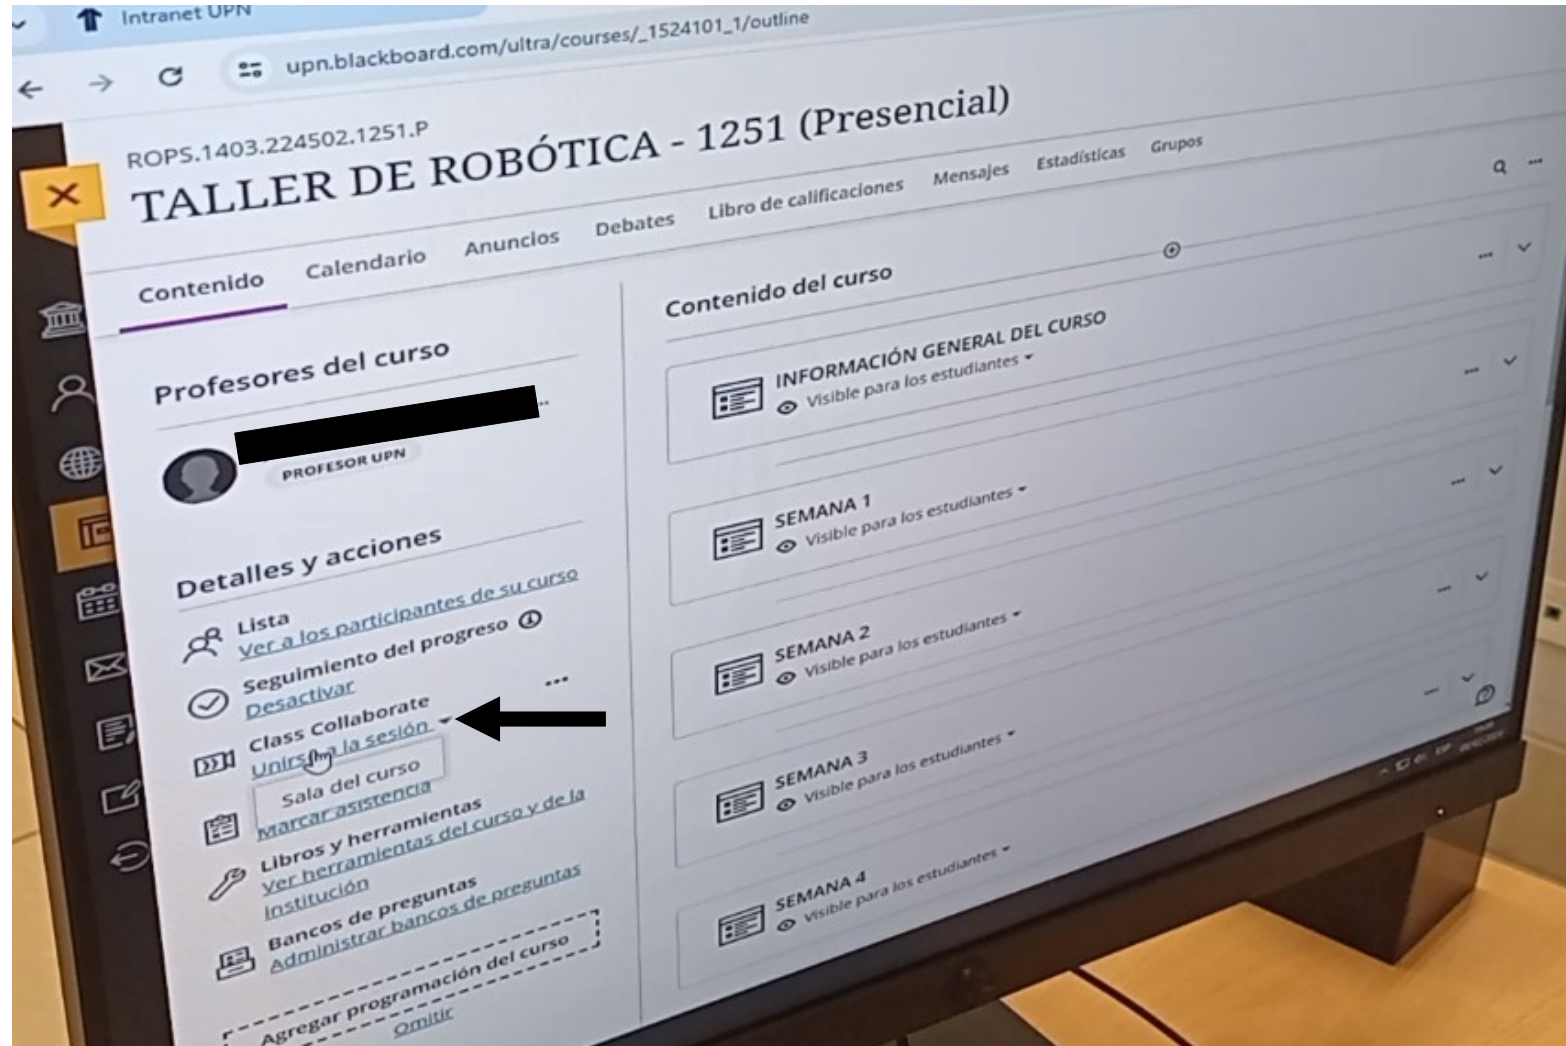 Intranet UPN
upn.blackboard.com/ultra/courses/_1524101_1/outline
ROPS.1403.224502.1251.P
TALLER DE ROBÓTICA - 1251 (Presencial)
Contenido
Calendario
Anuncios
Debates
Libro de calificaciones
Mensajes
Estadísticas
Grupos
Profesores del curso
PROFESOR UPN
Detalles y acciones
Lista
Ver a los participantes de su curso
Seguimiento del progreso
Desactivar
Class Collaborate
Unirse a la sesión
Sala del curso
Marcar asistencia
Libros y herramientas
Ver herramientas del curso y de la
institución
Bancos de preguntas
Administrar bancos de preguntas
Agregar programación del curso
Omitir
Contenido del curso
INFORMACIÓN GENERAL DEL CURSO
Visible para los estudiantes
SEMANA 1
Visible para los estudiantes
SEMANA 2
Visible para los estudiantes
SEMANA 3
Visible para los estudiantes
SEMANA 4
Visible para los estudiantes
ESP